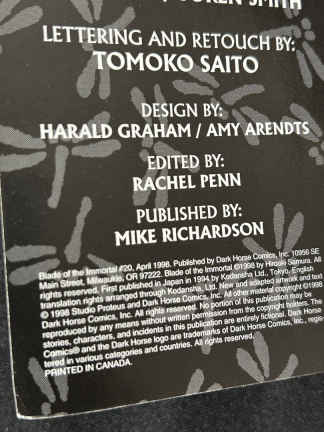 OREN SMITH
LETTERING AND RETOUCH BY:
TOMOKO SAITO
DESIGN BY:
HARALD GRAHAM / AMY ARENDTS
EDITED BY:
RACHEL PENN
PUBLISHED BY:
MIKE RICHARDSON
Blade of the Immortal #20, April 1998. Published by Dark Horse Comics, Inc. 10956 SE
Main Street, Milwaukie, OR 97222. Blade of the Immortal ©1998 by Hiroaki Samura. All
rights reserved. First published in Japan in 1994 by Kodansha Ltd., Tokyo, English
translation rights arranged through Kodansha, Ltd. New and adapted artwork and text
© 1998 Studio Proteus and Dark Horse Comics, Inc. All other material copyright ©1998
Dark Horse Comics, Inc. All rights reserved. No portion of this publication may be
reproduced by any means without written permission from the copyright holders. The
stories, characters, and incidents in this publication are entirely fictional. Dark Horse
Comics® and the Dark Horse logo are trademarks of Dark Horse Comics, Inc., regis-
tered in various categories and countries. All rights reserved.
PRINTED IN CANADA.